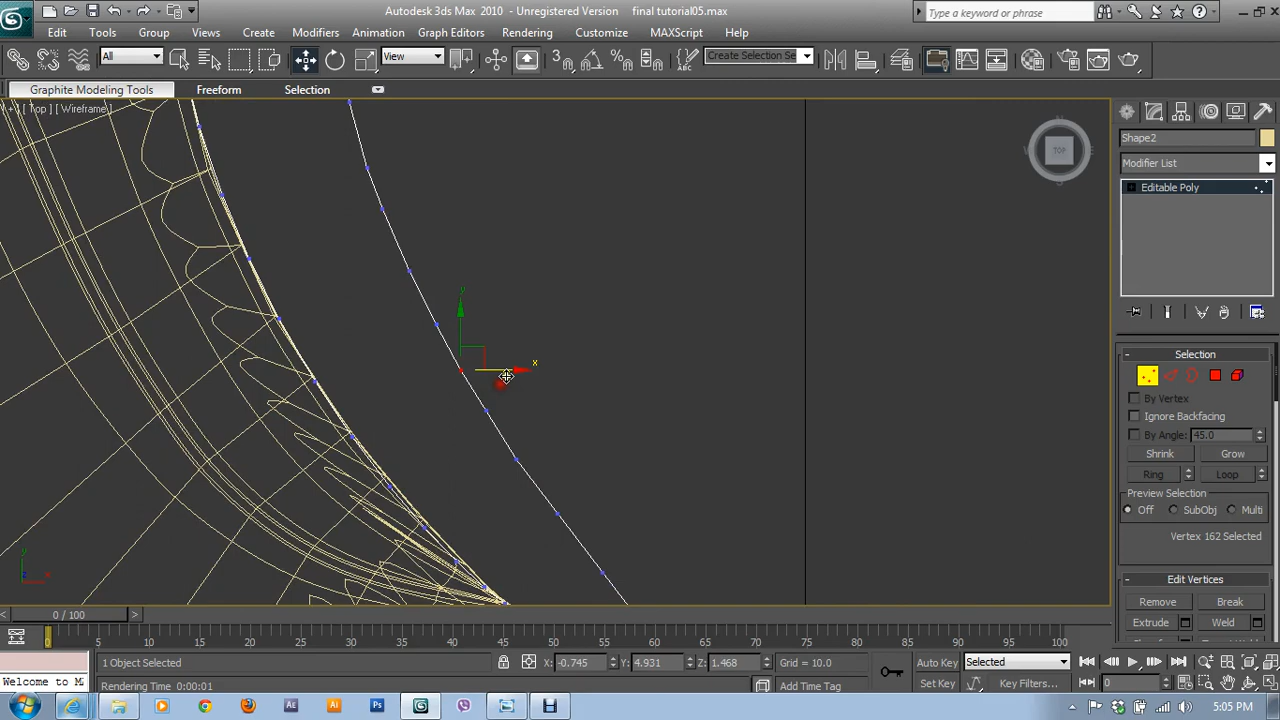 Autodesk 3ds Max 2010 - Unregistered Version final tutorial05.max
Type a keyword or phrase
Edit Tools Group Views Create Modifiers Animation Graph Editors Rendering Customize MAXScript Help
All
View
Create Selection Se
Graphite Modeling Tools Freeform Selection
[ Top ] [ Wireframe ]
TOP
y
x
y
x
Shape2
Modifier List
Editable Poly
Selection
By Vertex
Ignore Backfacing
By Angle: 45.0
Shrink Grow
Ring Loop
Preview Selection
Off SubObj Multi
Vertex 162 Selected
Edit Vertices
Remove Break
Extrude Weld
0 / 100
0 5 10 15 20 25 30 35 40 45 50 55 60 65 70 75 80 85 90 95 100
1 Object Selected
X: -0.745 Y: 4.931 Z: 1.468 Grid = 10.0
Auto Key Selected
Welcome to M
Rendering Time 0:00:01
Add Time Tag
Set Key Key Filters... 0
5:05 PM